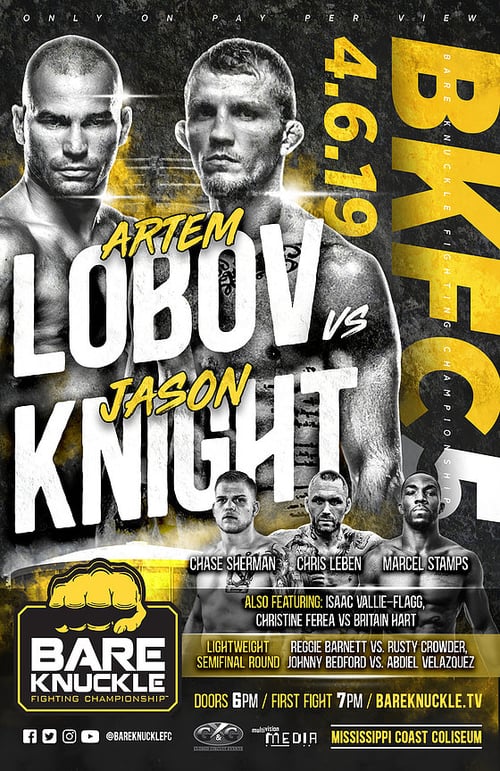 ONLY ON PAY PER VIEW
BKFC 5
BARE KNUCKLE FIGHTING CHAMPIONSHIP
4.6.19
ARTEM
LOBOV
VS
JASON
KNIGHT
CHASE SHERMAN CHRIS LEBEN MARCEL STAMPS
ALSO FEATURING: ISAAC VALLIE-FLAGG,
CHRISTINE FEREA VS BRITAIN HART
LIGHTWEIGHT
SEMIFINAL ROUND
REGGIE BARNETT VS. RUSTY CROWDER,
JOHNNY BEDFORD VS. ABDIEL VELAZQUEZ
BARE
KNUCKLE
FIGHTING CHAMPIONSHIP
DOORS 6PM / FIRST FIGHT 7PM / BAREKNUCKLE.TV
@BAREKNUCKLEFC
multivision
MEDIA
MISSISSIPPI COAST COLISEUM